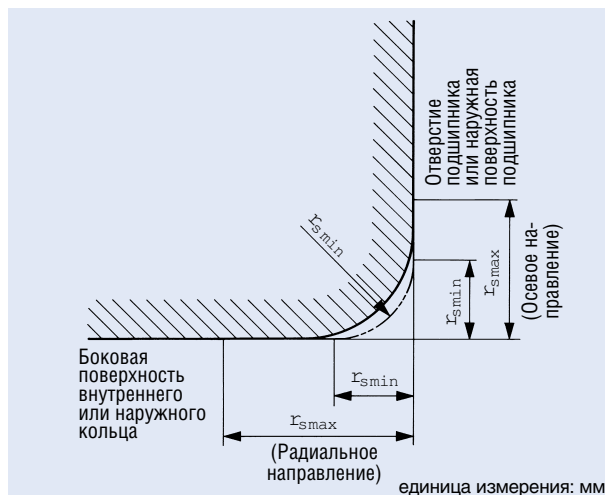 Отверстие
подшипника
или наружная
поверхность
подшипника
r_smin
r_smin
r_smax
(Осевое на-
правление)
Боковая
поверхность
внутреннего
или наружного
кольца
r_smin
r_smax
(Радиальное
направление)
единица измерения: мм